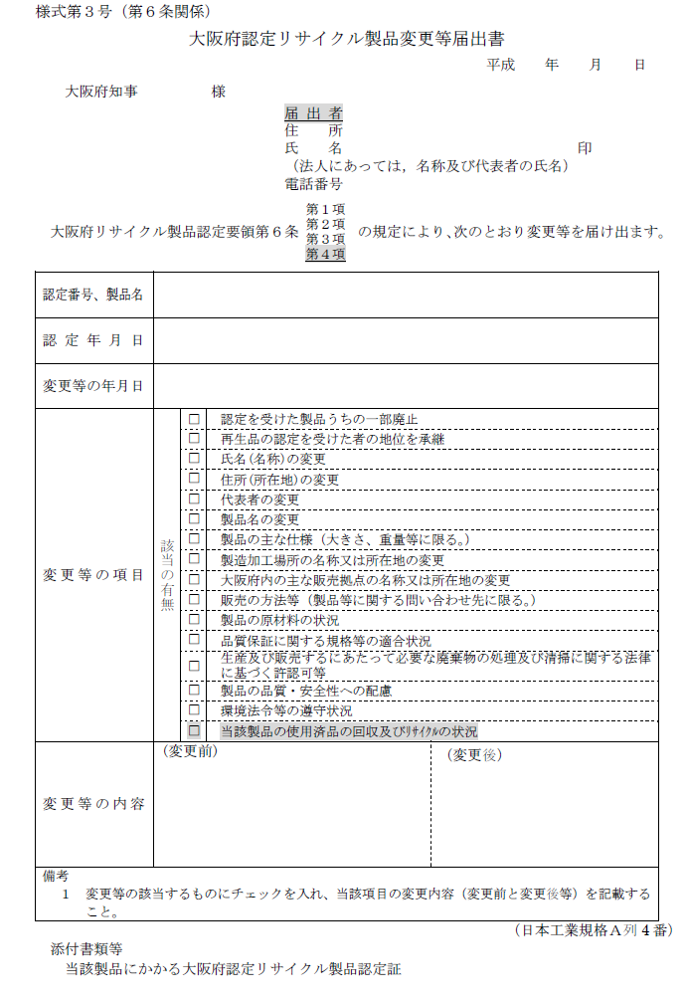 様式第３号（第６条関係）
大阪府認定リサイクル製品変更等届出書
平成　　年　　月　　日
大阪府知事　　　　　様
届 出 者
住　　所
氏　　名　　　　　　　　　　　　　　　　印
（法人にあっては，名称及び代表者の氏名）
電話番号
第１項
第２項
大阪府リサイクル製品認定要領第６条　　　　の規定により、次のとおり変更等を届け出ます。
第３項
第４項
認定番号、製品名
認 定 年 月 日
変更等の年月日
変更等の項目
該当の有無
□ 認定を受けた製品うちの一部廃止
□ 再生品の認定を受けた者の地位を承継
□ 氏名(名称)の変更
□ 住所(所在地)の変更
□ 代表者の変更
□ 製品名の変更
□ 製品の主な仕様（大きさ、重量等に限る。）
□ 製造加工場所の名称又は所在地の変更
□ 大阪府内の主な販売拠点の名称又は所在地の変更
□ 販売の方法等（製品等に関する問い合わせ先に限る。）
□ 製品の原材料の状況
□ 品質保証に関する規格等の適合状況
□ 生産及び販売するにあたって必要な廃棄物の処理及び清掃に関する法律
に基づく許認可等
□ 製品の品質・安全性への配慮
□ 環境法令等の遵守状況
□ 当該製品の使用済品の回収及びﾘｻｲｸﾙの状況
変更等の内容
（変更前）
（変更後）
備考
１　変更等の該当するものにチェックを入れ、当該項目の変更内容（変更前と変更後等）を記載する
こと。
（日本工業規格Ａ列４番）
添付書類等
当該製品にかかる大阪府認定リサイクル製品認定証